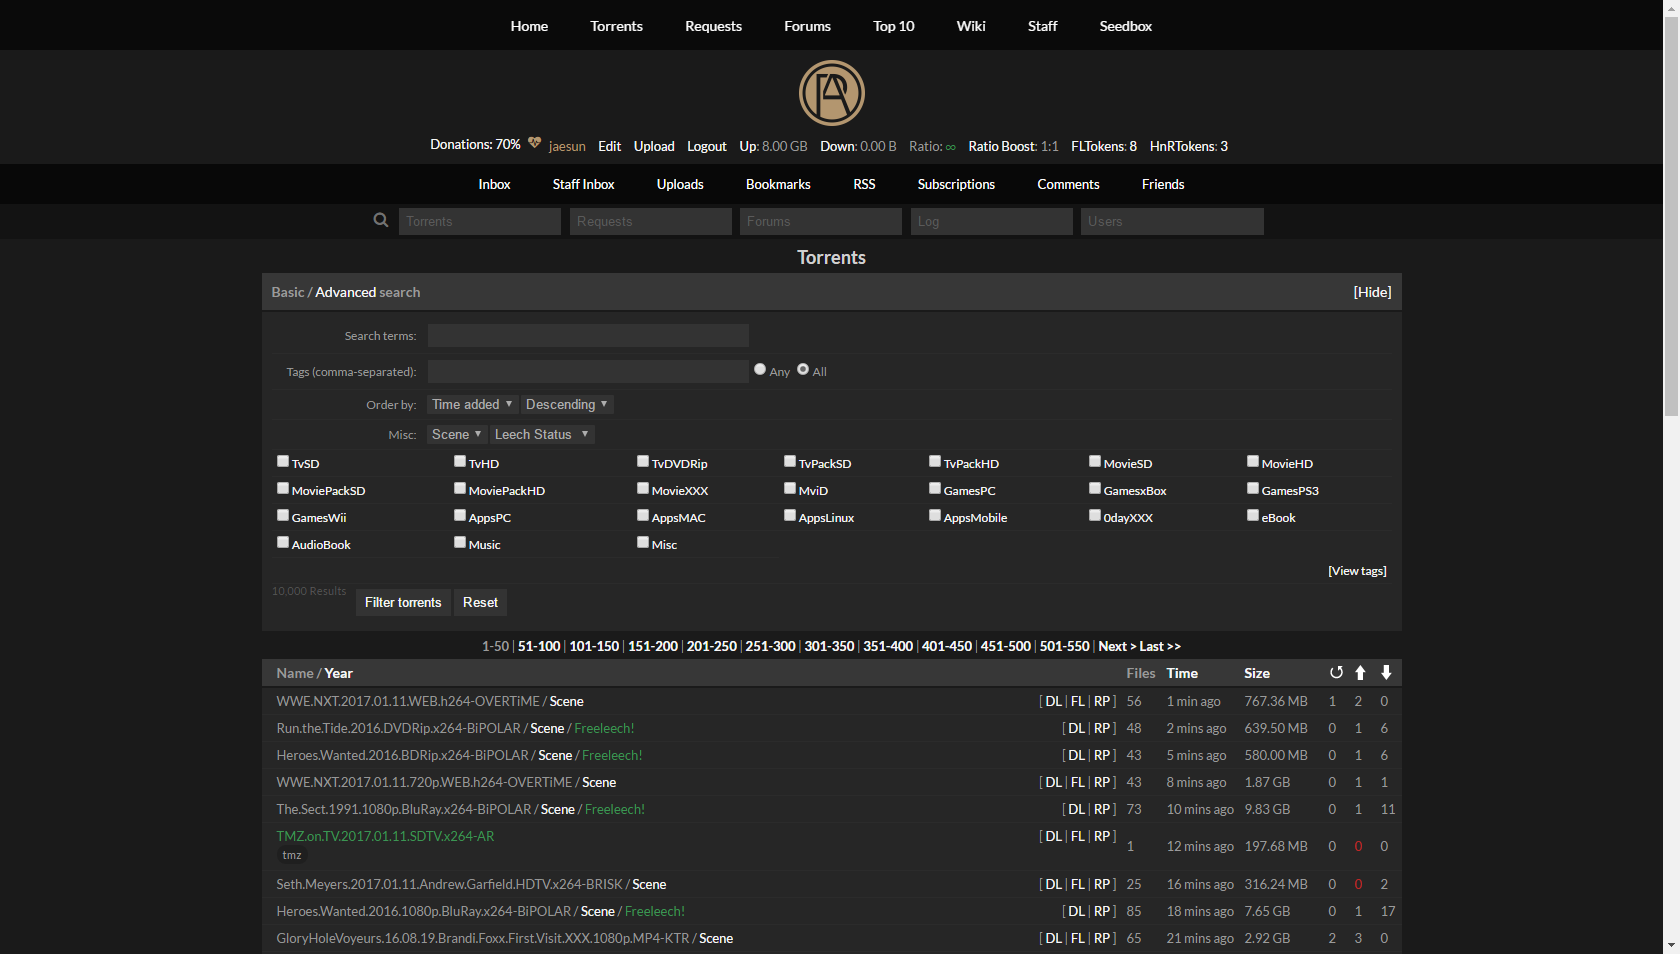 Home Torrents Requests Forums Top 10 Wiki Staff Seedbox
PA
Donations: 70% jaesun Edit Upload Logout Up: 8.00 GB Down: 0.00 B Ratio: ∞ Ratio Boost: 1:1 FLTokens: 8 HnRTokens: 3
Inbox Staff Inbox Uploads Bookmarks RSS Subscriptions Comments Friends
Torrents Requests Forums Log Users
Torrents
Basic / Advanced search [Hide]
Search terms:
Tags (comma-separated): Any All
Order by: Time added ▼ Descending ▼
Misc: Scene ▼ Leech Status ▼
TvSD TvHD TvDVDRip TvPackSD TvPackHD MovieSD MovieHD
MoviePackSD MoviePackHD MovieXXX MviD GamesPC GamesxBox GamesPS3
GamesWii AppsPC AppsMAC AppsLinux AppsMobile 0dayXXX eBook
AudioBook Music Misc
[View tags]
10,000 Results Filter torrents Reset
1-50 | 51-100 | 101-150 | 151-200 | 201-250 | 251-300 | 301-350 | 351-400 | 401-450 | 451-500 | 501-550 | Next > Last >>
Name / Year Files Time Size
WWE.NXT.2017.01.11.WEB.h264-OVERTiME / Scene [ DL | FL | RP ] 56 1 min ago 767.36 MB 1 2 0
Run.the.Tide.2016.DVDRip.x264-BiPOLAR / Scene / Freeleech! [ DL | RP ] 48 2 mins ago 639.50 MB 0 1 6
Heroes.Wanted.2016.BDRip.x264-BiPOLAR / Scene / Freeleech! [ DL | RP ] 43 5 mins ago 580.00 MB 0 1 6
WWE.NXT.2017.01.11.720p.WEB.h264-OVERTiME / Scene [ DL | FL | RP ] 43 8 mins ago 1.87 GB 0 1 1
The.Sect.1991.1080p.BluRay.x264-BiPOLAR / Scene / Freeleech! [ DL | RP ] 73 10 mins ago 9.83 GB 0 1 11
TMZ.on.TV.2017.01.11.SDTV.x264-AR [ DL | FL | RP ] 1 12 mins ago 197.68 MB 0 0 0
tmz
Seth.Meyers.2017.01.11.Andrew.Garfield.HDTV.x264-BRISK / Scene [ DL | FL | RP ] 25 16 mins ago 316.24 MB 0 0 2
Heroes.Wanted.2016.1080p.BluRay.x264-BiPOLAR / Scene / Freeleech! [ DL | RP ] 85 18 mins ago 7.65 GB 0 1 17
GloryHoleVoyeurs.16.08.19.Brandi.Foxx.First.Visit.XXX.1080p.MP4-KTR / Scene [ DL | FL | RP ] 65 21 mins ago 2.92 GB 2 3 0